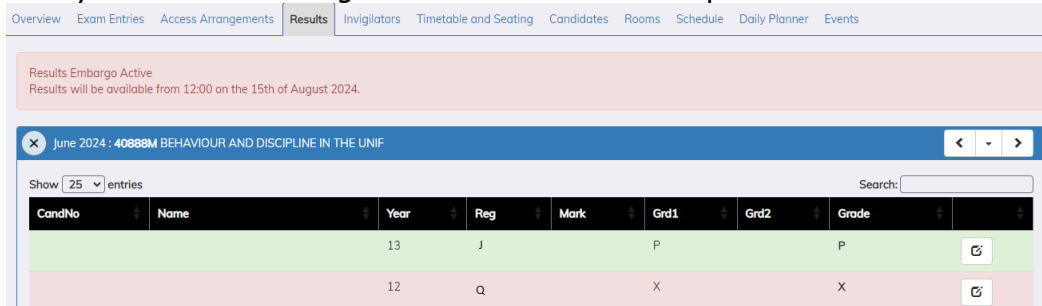 Overview Exam Entries Access Arrangements Results Invigilators Timetable and Seating Candidates Rooms Schedule Daily Planner Events
Results Embargo Active
Results will be available from 12:00 on the 15th of August 2024.
June 2024 : 40888M BEHAVIOUR AND DISCIPLINE IN THE UNIF
Show 25 entries Search:
CandNo Name Year Reg Mark Grd1 Grd2 Grade
13 J P P
12 Q X X